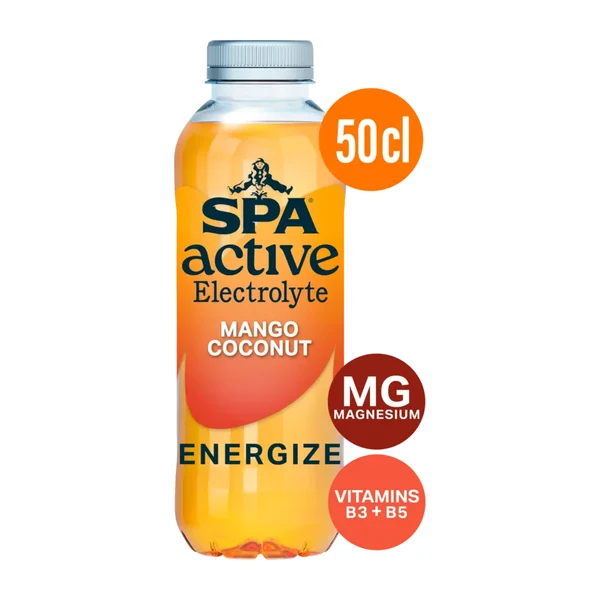 50cl
SPA®
active
Electrolyte
MANGO
COCONUT
MG
MAGNESIUM
ENERGIZE
VITAMINS
B3 + B5